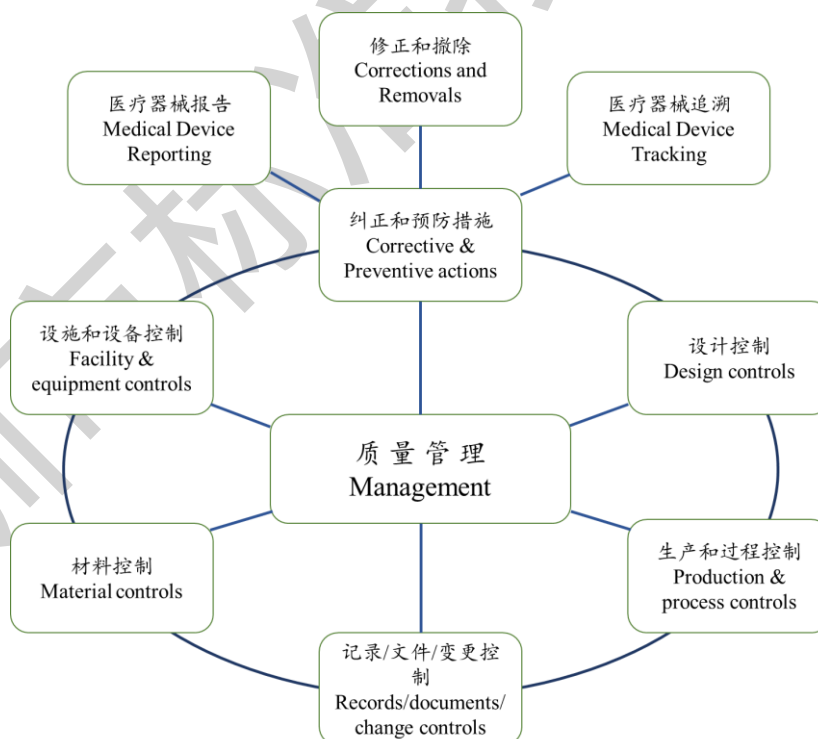 修正和撤除
Corrections and
Removals
医疗器械报告
Medical Device
Reporting
医疗器械追溯
Medical Device
Tracking
纠正和预防措施
Corrective &
Preventive actions
设施和设备控制
Facility &
equipment controls
设计控制
Design controls
质量管理
Management
材料控制
Material controls
生产和过程控制
Production &
process controls
记录/文件/变更控
制
Records/documents/
change controls